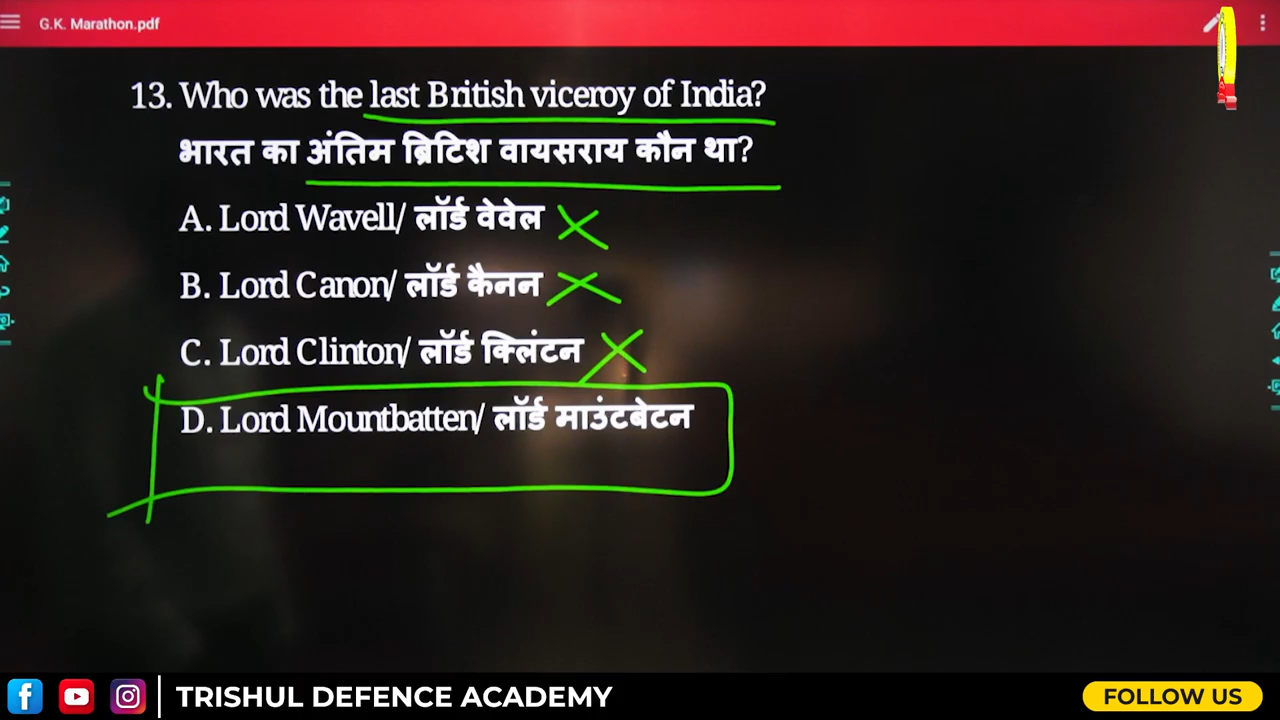 G.K. Marathon.pdf
13. Who was the last British viceroy of India?
भारत का अंतिम ब्रिटिश वायसराय कौन था?
A. Lord Wavell/ लॉर्ड वेवेल
B. Lord Canon/ लॉर्ड कैनन
C. Lord Clinton/ लॉर्ड क्लिंटन
D. Lord Mountbatten/ लॉर्ड माउंटबेटन
TRISHUL DEFENCE ACADEMY
FOLLOW US